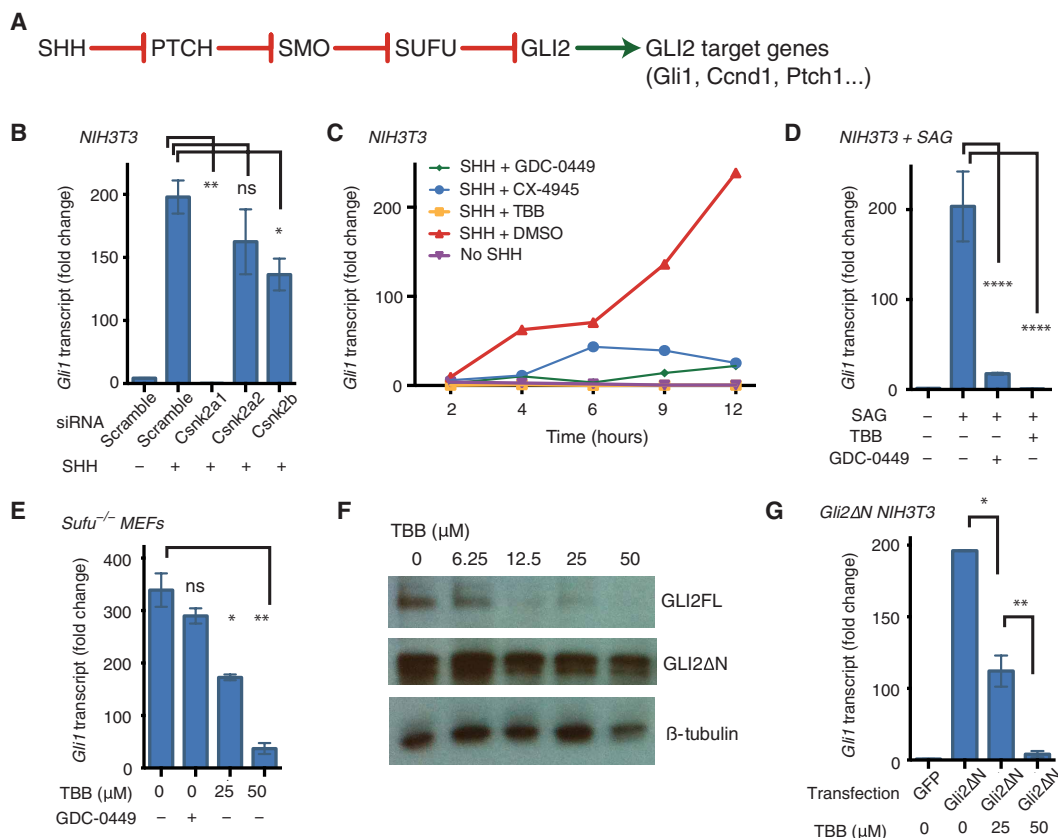 A
SHH PTCH SMO SUFU GLI2 GLI2 target genes
(Gli1, Ccnd1, Ptch1...)
B
NIH3T3
Gli1 transcript (fold change)
200
100
0
**
ns
*
siRNA
Scramble
Scramble
Csnk2a1
Csnk2a2
Csnk2b
SHH – + + + +
C
NIH3T3
SHH + GDC-0449
SHH + CX-4945
SHH + TBB
SHH + DMSO
No SHH
Gli1 transcript (fold change)
200
100
0
2 4 6 9 12
Time (hours)
D
NIH3T3 + SAG
Gli1 transcript (fold change)
200
100
0
****
****
SAG – + + +
TBB – – – +
GDC-0449 – – + –
E
Sufu–/– MEFs
Gli1 transcript (fold change)
400
300
200
100
0
ns
*
**
TBB (µM) 0 0 25 50
GDC-0449 – + – –
F
TBB (µM)
0 6.25 12.5 25 50
GLI2FL
GLI2ΔN
ß-tubulin
G
Gli2ΔN NIH3T3
Gli1 transcript (fold change)
200
150
100
0
*
**
Transfection
GFP
Gli2ΔN
Gli2ΔN
Gli2ΔN
TBB (µM) 0 0 25 50